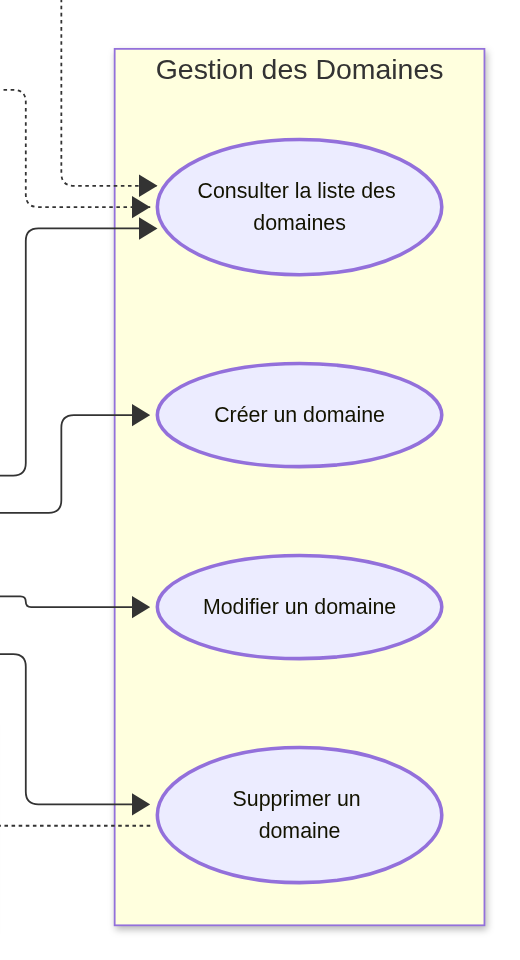 Gestion des Domaines
Consulter la liste des
domaines
Créer un domaine
Modifier un domaine
Supprimer un
domaine